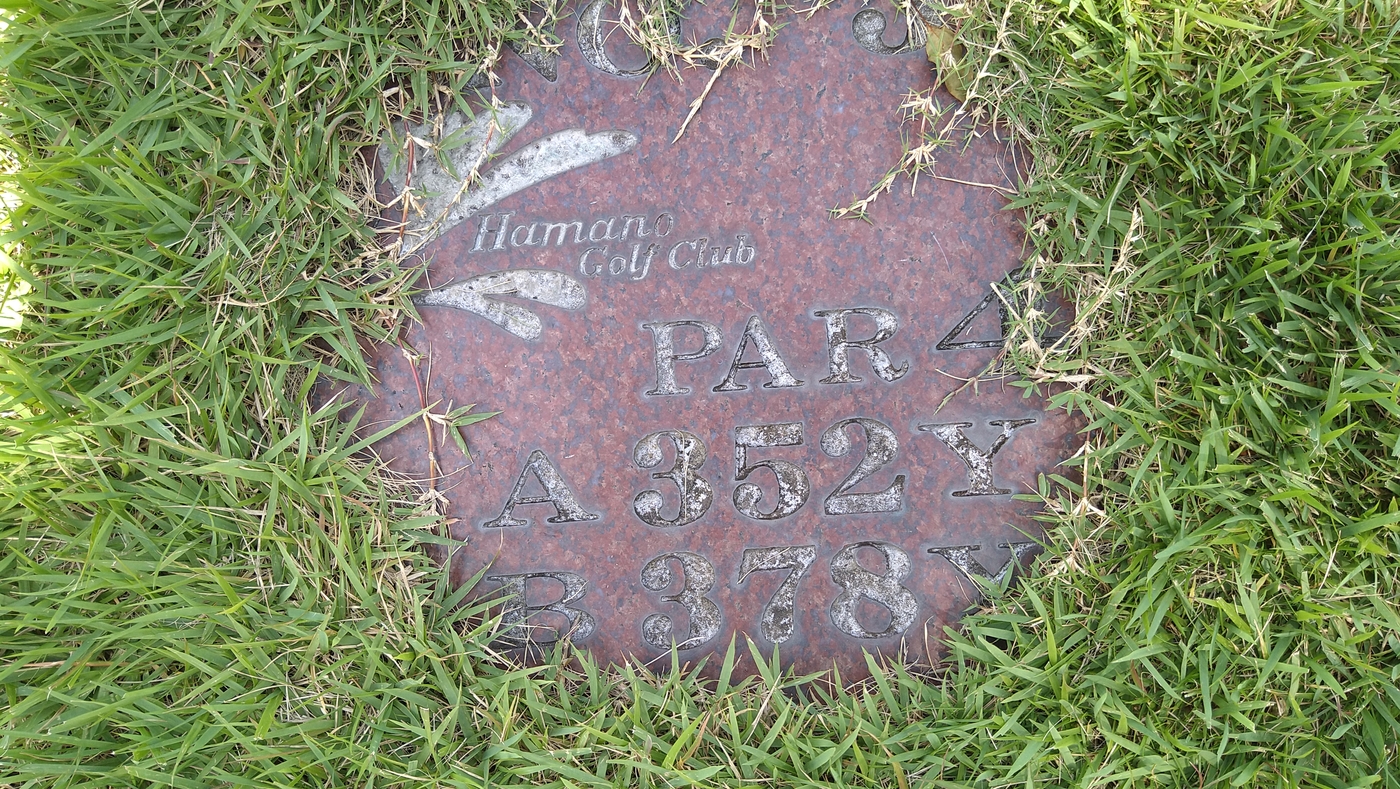 Hamano
Golf Club
PAR 4
A 352Y
B 378Y